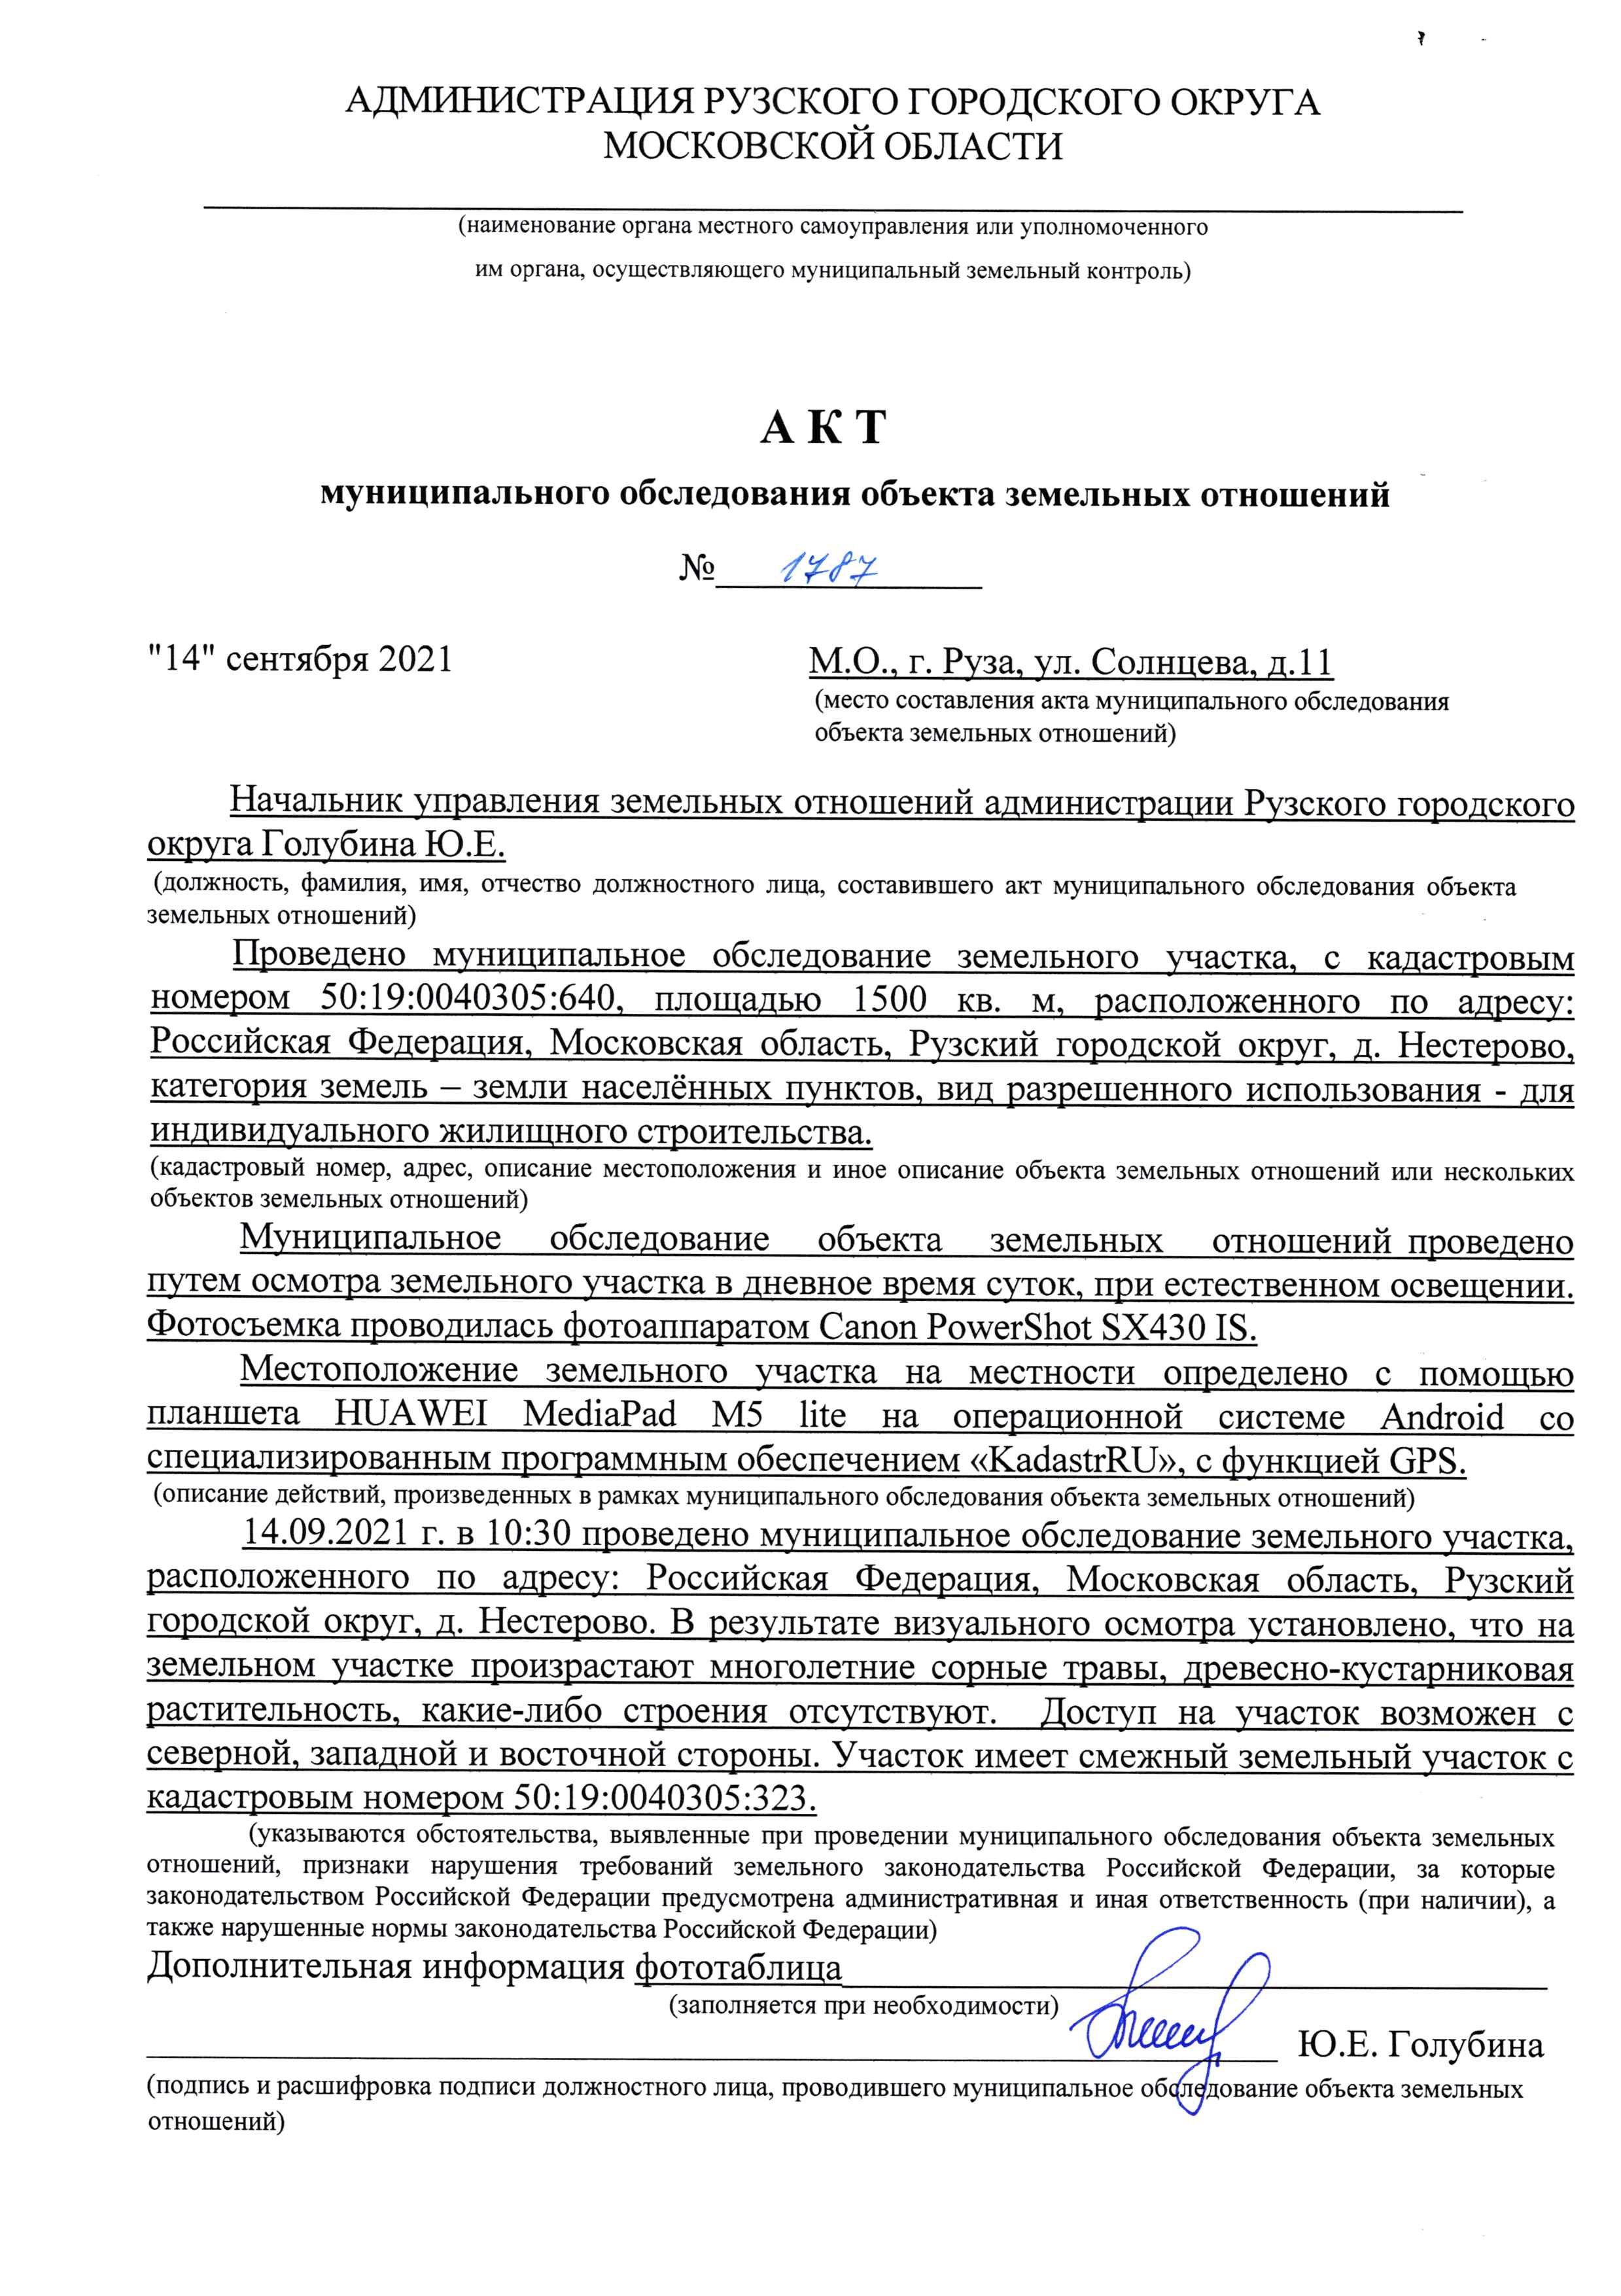 АДМИНИСТРАЦИЯ РУЗСКОГО ГОРОДСКОГО ОКРУГА
МОСКОВСКОЙ ОБЛАСТИ
(наименование органа местного самоуправления или уполномоченного
им органа, осуществляющего муниципальный земельный контроль)
А К Т
муниципального обследования объекта земельных отношений
№ 1787
"14" сентября 2021
М.О., г. Руза, ул. Солнцева, д.11
(место составления акта муниципального обследования
объекта земельных отношений)
Начальник управления земельных отношений администрации Рузского городского
округа Голубина Ю.Е.
(должность, фамилия, имя, отчество должностного лица, составившего акт муниципального обследования объекта
земельных отношений)
Проведено муниципальное обследование земельного участка, с кадастровым
номером 50:19:0040305:640, площадью 1500 кв. м, расположенного по адресу:
Российская Федерация, Московская область, Рузский городской округ, д. Нестерово,
категория земель – земли населённых пунктов, вид разрешенного использования - для
индивидуального жилищного строительства.
(кадастровый номер, адрес, описание местоположения и иное описание объекта земельных отношений или нескольких
объектов земельных отношений)
Муниципальное обследование объекта земельных отношений проведено
путем осмотра земельного участка в дневное время суток, при естественном освещении.
Фотосъемка проводилась фотоаппаратом Canon PowerShot SX430 IS.
Местоположение земельного участка на местности определено с помощью
планшета HUAWEI MediaPad M5 lite на операционной системе Android со
специализированным программным обеспечением «KadastrRU», с функцией GPS.
(описание действий, произведенных в рамках муниципального обследования объекта земельных отношений)
14.09.2021 г. в 10:30 проведено муниципальное обследование земельного участка,
расположенного по адресу: Российская Федерация, Московская область, Рузский
городской округ, д. Нестерово. В результате визуального осмотра установлено, что на
земельном участке произрастают многолетние сорные травы, древесно-кустарниковая
растительность, какие-либо строения отсутствуют. Доступ на участок возможен с
северной, западной и восточной стороны. Участок имеет смежный земельный участок с
кадастровым номером 50:19:0040305:323.
(указываются обстоятельства, выявленные при проведении муниципального обследования объекта земельных
отношений, признаки нарушения требований земельного законодательства Российской Федерации, за которые
законодательством Российской Федерации предусмотрена административная и иная ответственность (при наличии), а
также нарушенные нормы законодательства Российской Федерации)
Дополнительная информация фототаблица
(заполняется при необходимости)
Ю.Е. Голубина
(подпись и расшифровка подписи должностного лица, проводившего муниципальное обследование объекта земельных
отношений)